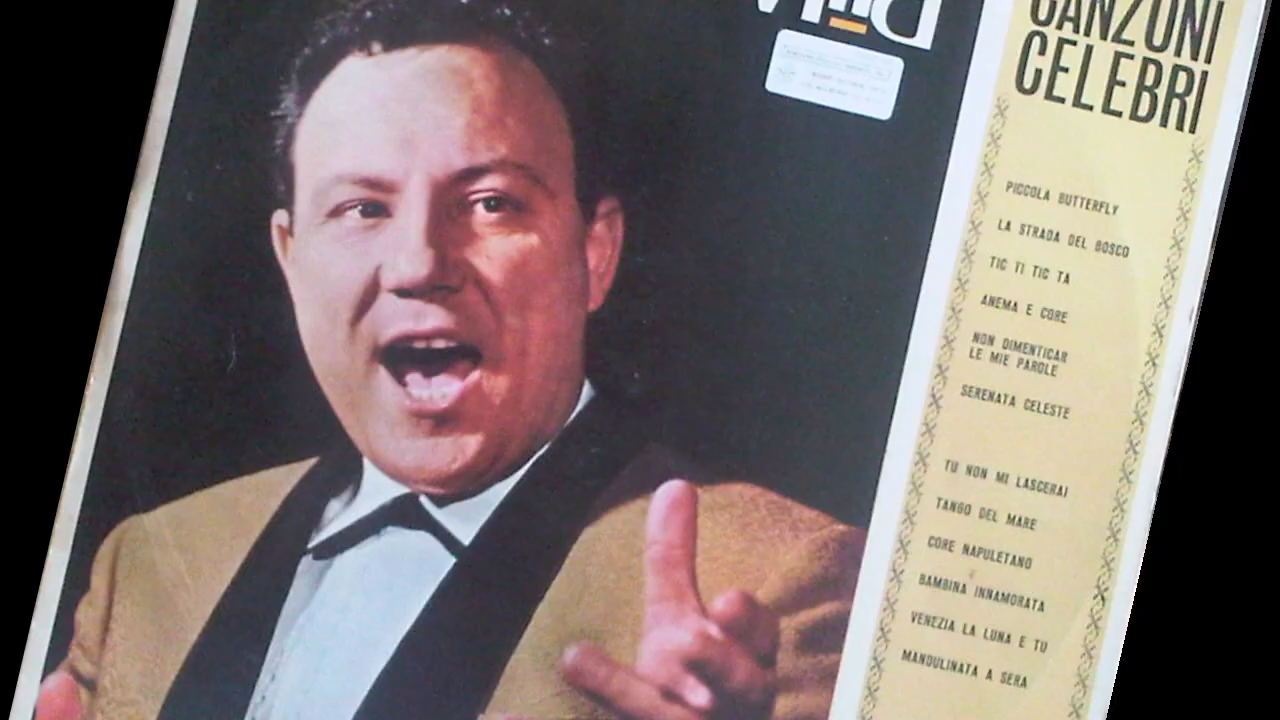 Villa
CANZONI
CELEBRI
PICCOLA BUTTERFLY
LA STRADA DEL BOSCO
TIC TI TIC TA
ANEMA E CORE
NON DIMENTICAR
LE MIE PAROLE
SERENATA CELESTE
TU NON MI LASCERAI
TANGO DEL MARE
CORE NAPULETANO
BAMBINA INNAMORATA
VENEZIA LA LUNA E TU
MANDULINATA A SERA